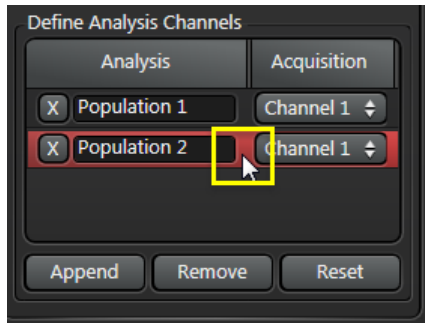 Define Analysis Channels
Analysis Acquisition
X Population 1 Channel 1
X Population 2 Channel 1
Append Remove Reset